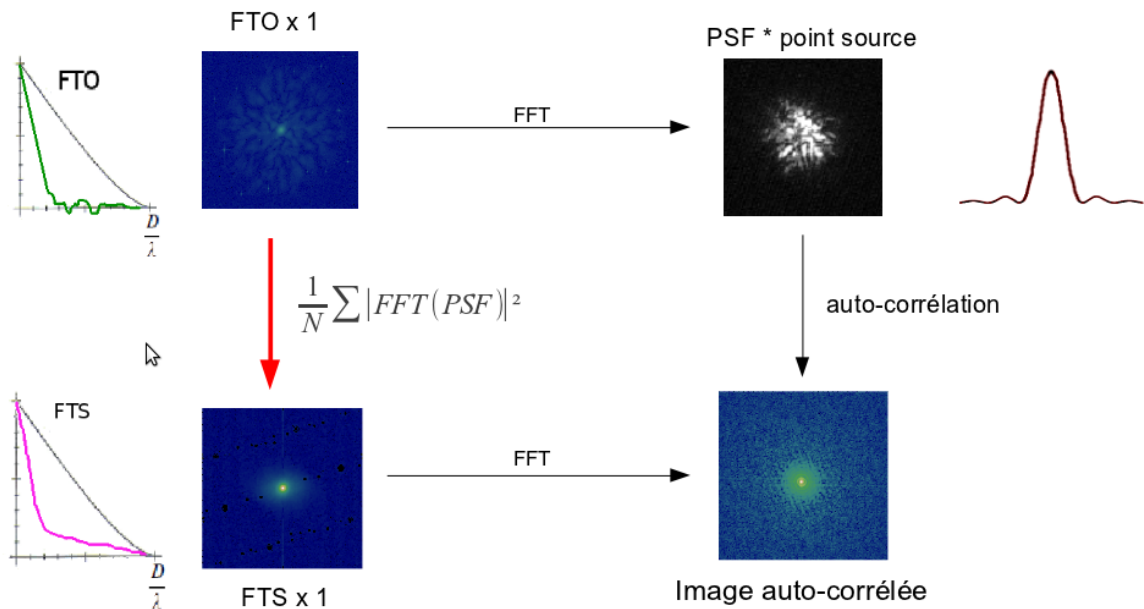 FTO x 1
PSF * point source
FTO
FFT
D
λ
1/N ∑ |FFT(PSF)|²
auto-corrélation
FTS
FFT
D
λ
FTS x 1
Image auto-corrélée